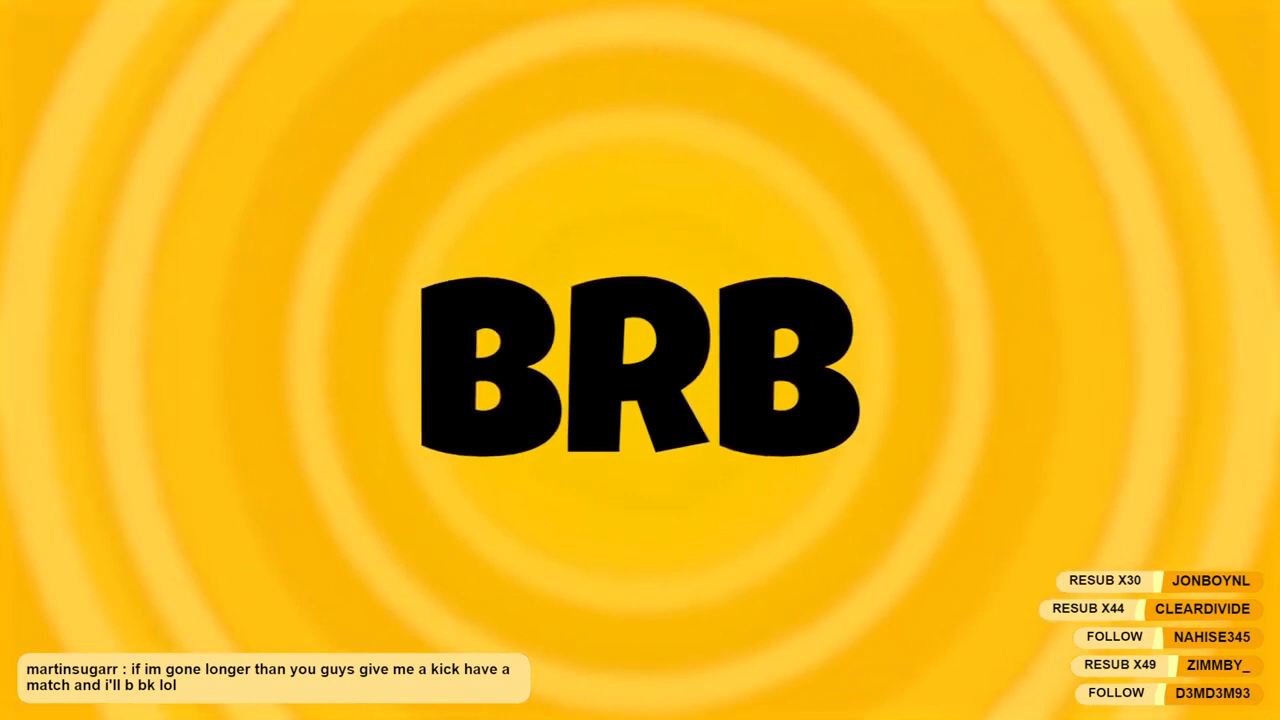 BRB
RESUB X30 JONBOYNL
RESUB X44 CLEARDIVIDE
FOLLOW NAHISE345
RESUB X49 ZIMMBY_
FOLLOW D3MD3M93
martinsugarr : if im gone longer than you guys give me a kick have a
match and i'll b bk lol